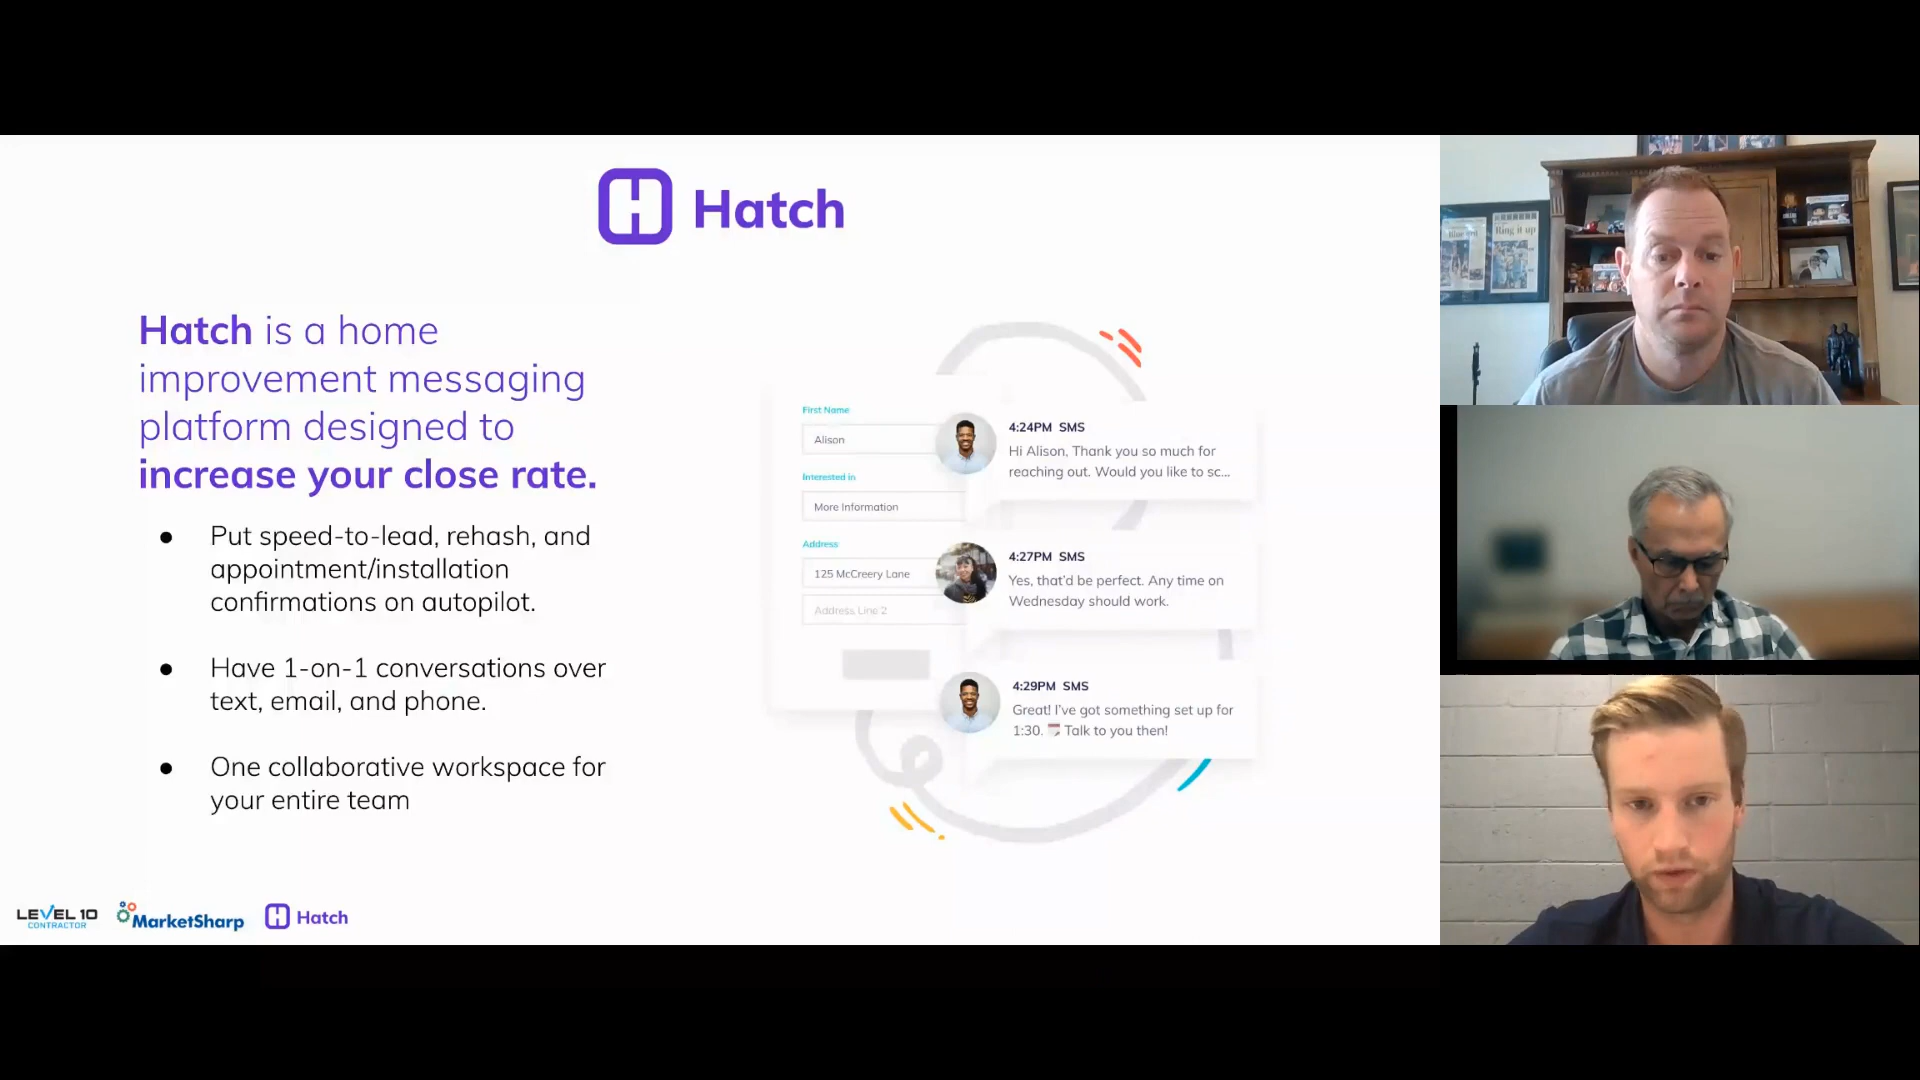 Hatch
Hatch is a home
improvement messaging
platform designed to
increase your close rate.
● Put speed-to-lead, rehash, and
appointment/installation
confirmations on autopilot.
● Have 1-on-1 conversations over
text, email, and phone.
● One collaborative workspace for
your entire team
First Name
Alison
Interested in
More Information
Address
125 McCreery Lane
Address Line 2
4:24PM SMS
Hi Alison, Thank you so much for
reaching out. Would you like to sc...
4:27PM SMS
Yes, that'd be perfect. Any time on
Wednesday should work.
4:29PM SMS
Great! I've got something set up for
1:30. 🗓 Talk to you then!
LEVEL 10
CONTRACTOR
MarketSharp
Hatch
Ring it up